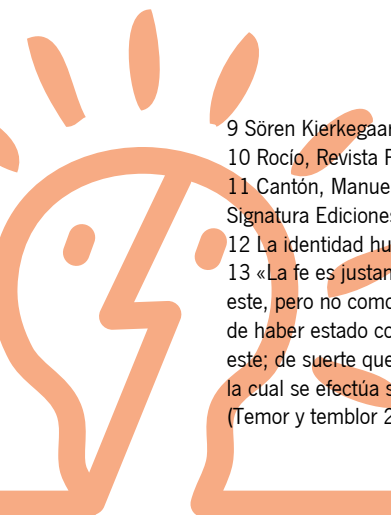 9 Sören Kierkegaar
10 Rocío, Revista
11 Cantón, Manue
Signatura Ediciones
12 La identidad hu
13 «La fe es justan
este, pero no como
de haber estado co
este; de suerte que
la cual se efectúa s
(Temor y temblor 2